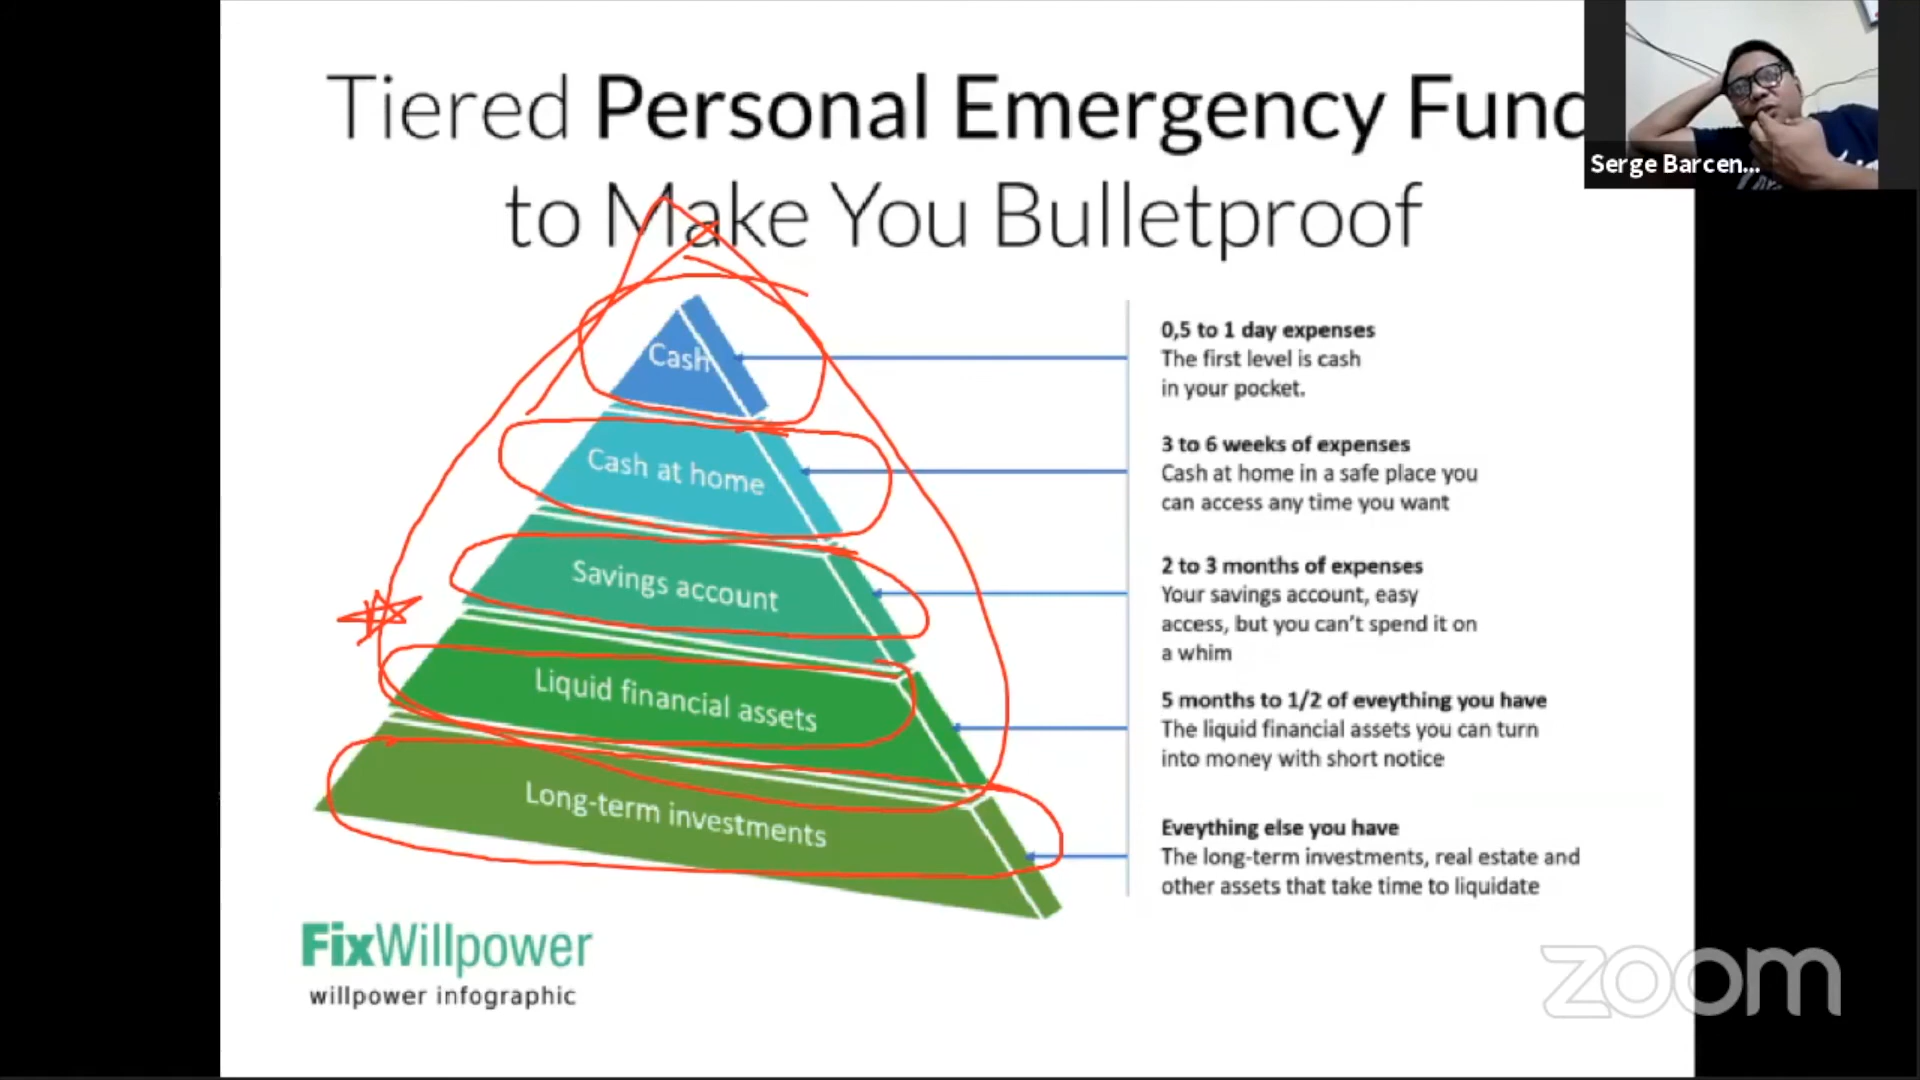 Tiered Personal Emergency Fund
to Make You Bulletproof
Serge Barcen...
Cash
Cash at home
Savings account
Liquid financial assets
Long-term investments
0,5 to 1 day expenses
The first level is cash
in your pocket.
3 to 6 weeks of expenses
Cash at home in a safe place you
can access any time you want
2 to 3 months of expenses
Your savings account, easy
access, but you can't spend it on
a whim
5 months to 1/2 of eveything you have
The liquid financial assets you can turn
into money with short notice
Eveything else you have
The long-term investments, real estate and
other assets that take time to liquidate
FixWillpower
willpower infographic
zoom